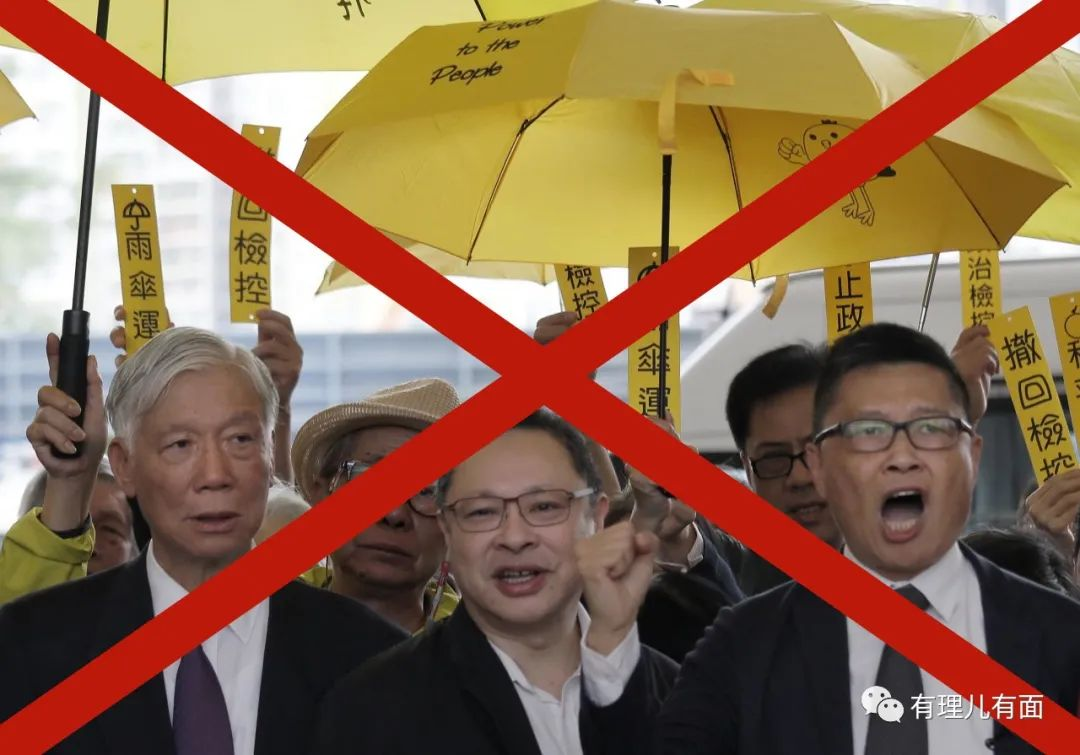 Power
to the
People
雨傘運
回檢控
檢控
傘運
止政
治檢控
撤回檢控
有理儿有面